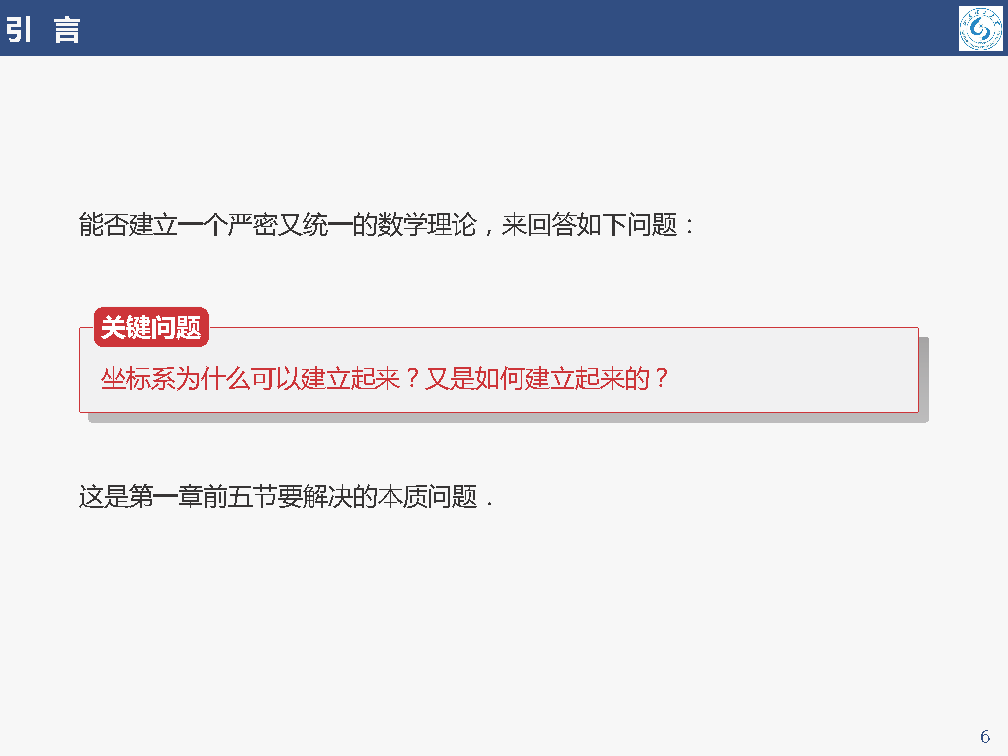 引 言
能否建立一个严密又统一的数学理论，来回答如下问题：
关键问题
坐标系为什么可以建立起来？又是如何建立起来的？
这是第一章前五节要解决的本质问题．
6